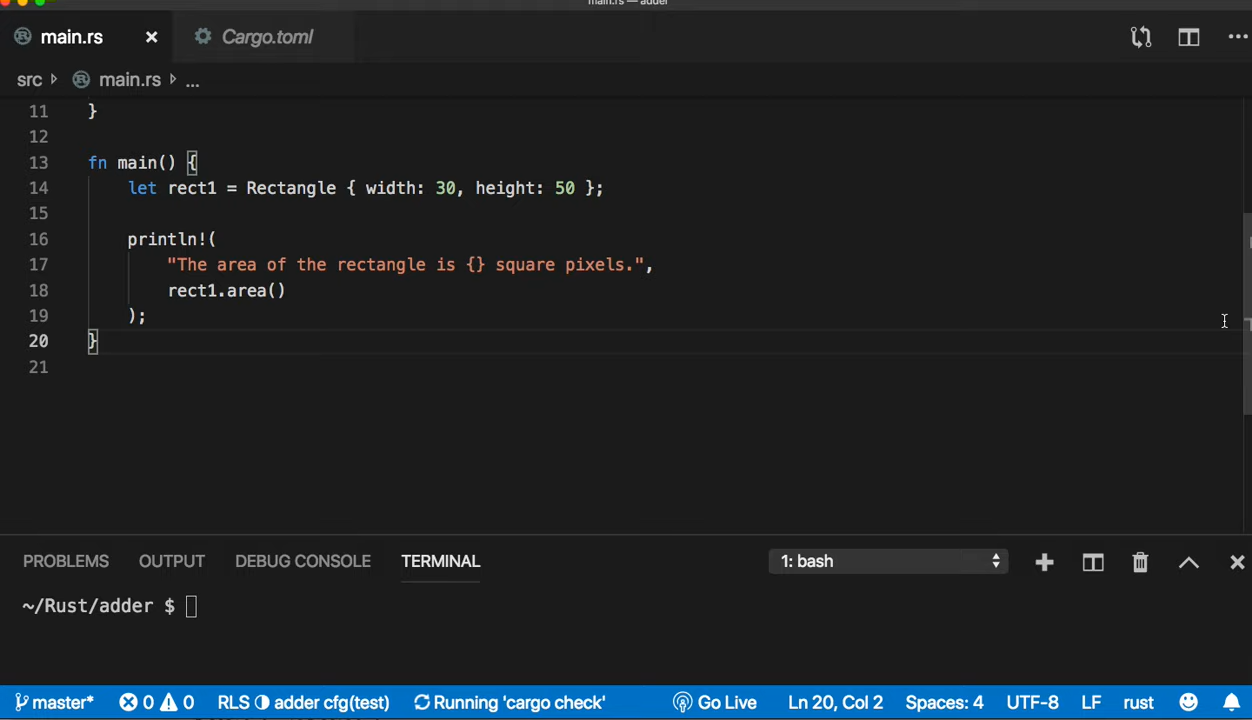 main.rs — adder
main.rs Cargo.toml
src main.rs ...
11 }
12
13 fn main() {
14 let rect1 = Rectangle { width: 30, height: 50 };
15
16 println!(
17 "The area of the rectangle is {} square pixels.",
18 rect1.area()
19 );
20 }
21
PROBLEMS OUTPUT DEBUG CONSOLE TERMINAL 1: bash
~/Rust/adder $
master* 0 0 RLS adder cfg(test) Running 'cargo check' Go Live Ln 20, Col 2 Spaces: 4 UTF-8 LF rust